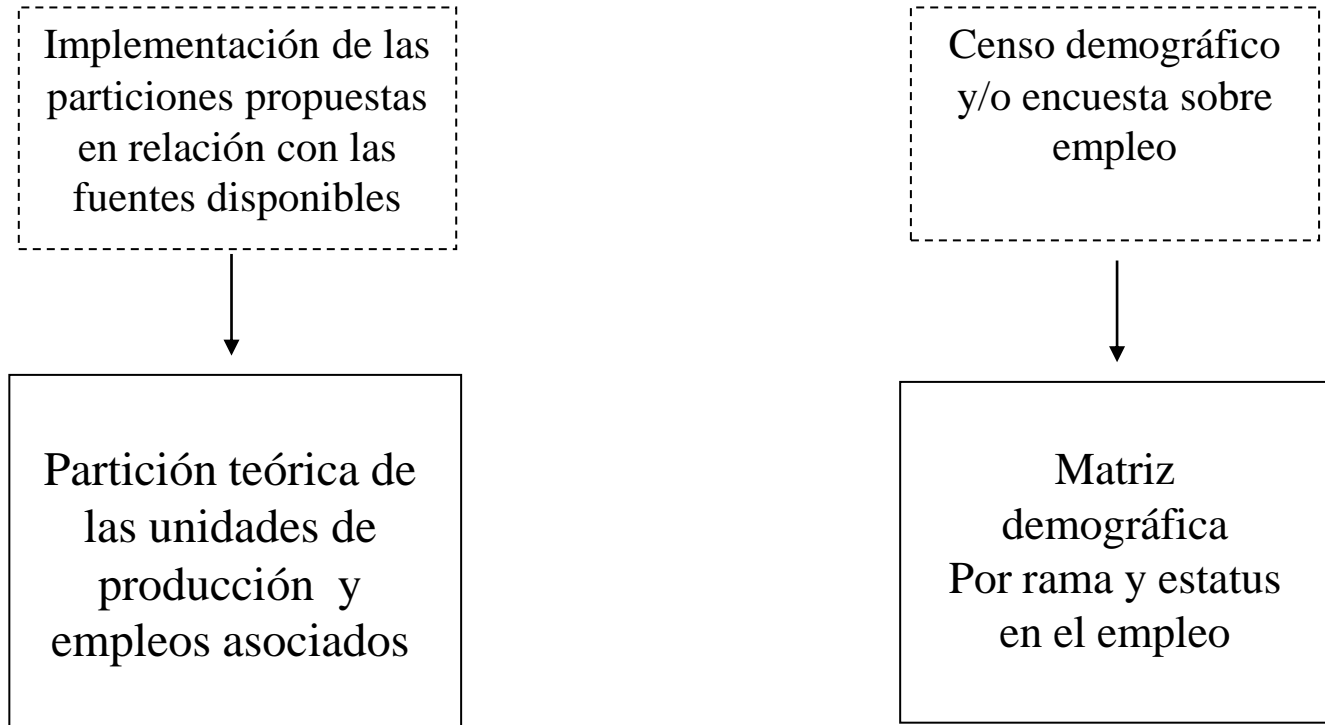 Implementación de las
particiones propuestas
en relación con las
fuentes disponibles
Censo demográfico
y/o encuesta sobre
empleo
Partición teórica de
las unidades de
producción y
empleos asociados
Matriz
demográfica
Por rama y estatus
en el empleo